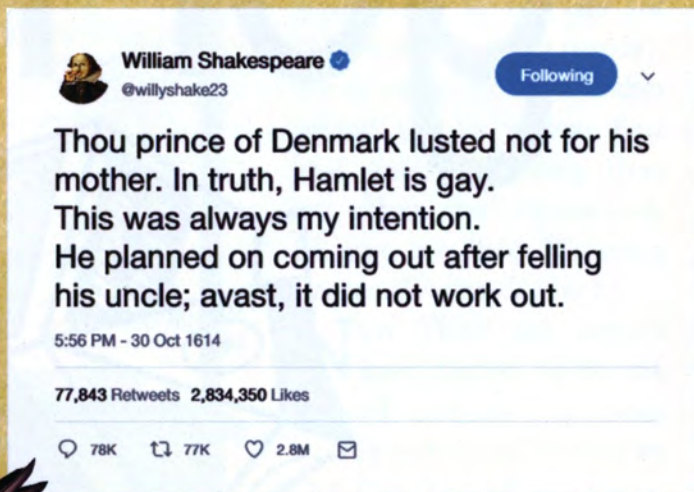 William Shakespeare
@willyshake23
Following
Thou prince of Denmark lusted not for his
mother. In truth, Hamlet is gay.
This was always my intention.
He planned on coming out after felling
his uncle; avast, it did not work out.
5:56 PM - 30 Oct 1614
77,843 Retweets 2,834,350 Likes
78K 77K 2.8M